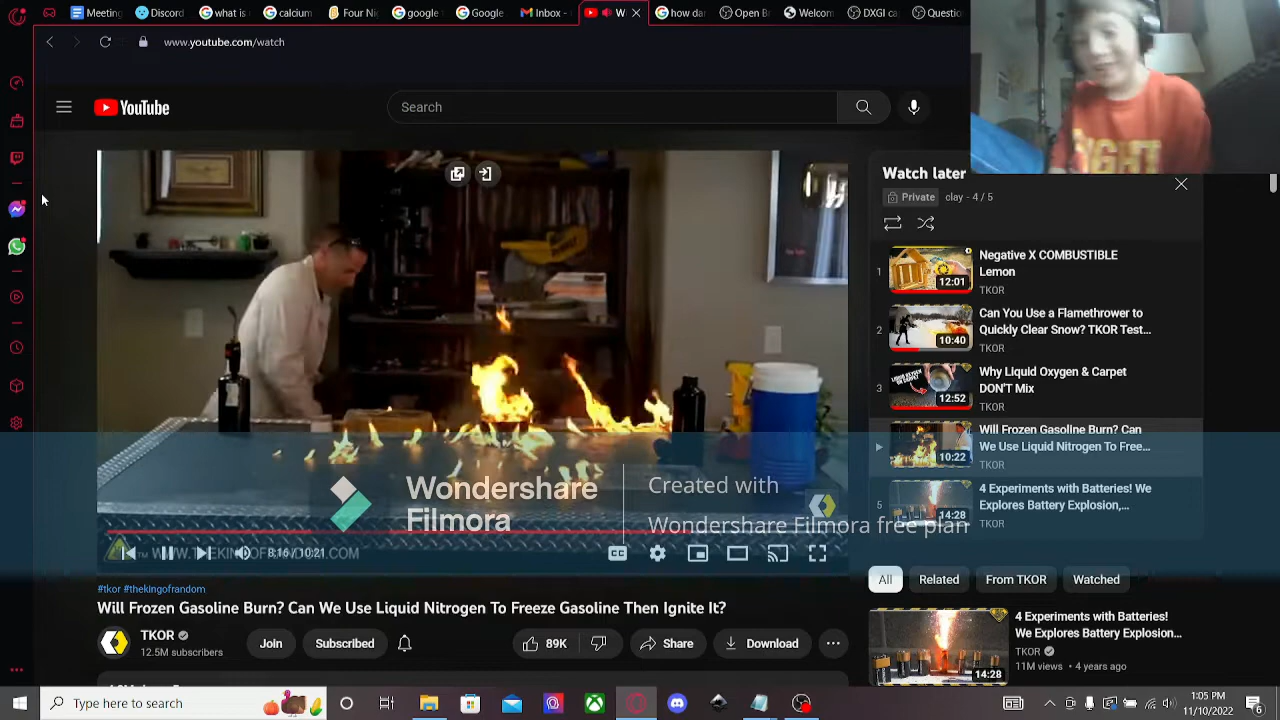 Meeting
Discord
what is
calcium
Four Ni
google
Google
Inbox -
W
how da
Open B
Welcom
DXGI ca
Questio
www.youtube.com/watch
YouTube
Search
Watch later
Private clay - 4 / 5
1
Negative X COMBUSTIBLE
Lemon
TKOR
12:01
2
Can You Use a Flamethrower to
Quickly Clear Snow? TKOR Test...
TKOR
10:40
3
Why Liquid Oxygen & Carpet
DON'T Mix
TKOR
12:52
Will Frozen Gasoline Burn? Can
We Use Liquid Nitrogen To Free...
TKOR
10:22
5
4 Experiments with Batteries! We
Explores Battery Explosion,...
TKOR
14:28
Wondershare
Filmora
Created with
Wondershare Filmora free plan
WWW.THEKINGOFRANDOM.COM
8:16 / 10:21
CC
#tkor #thekingofrandom
Will Frozen Gasoline Burn? Can We Use Liquid Nitrogen To Freeze Gasoline Then Ignite It?
TKOR
12.5M subscribers
Join
Subscribed
89K
Share
Download
All
Related
From TKOR
Watched
4 Experiments with Batteries!
We Explores Battery Explosion...
TKOR
11M views • 4 years ago
14:28
Type here to search
1:05 PM
11/10/2022
6